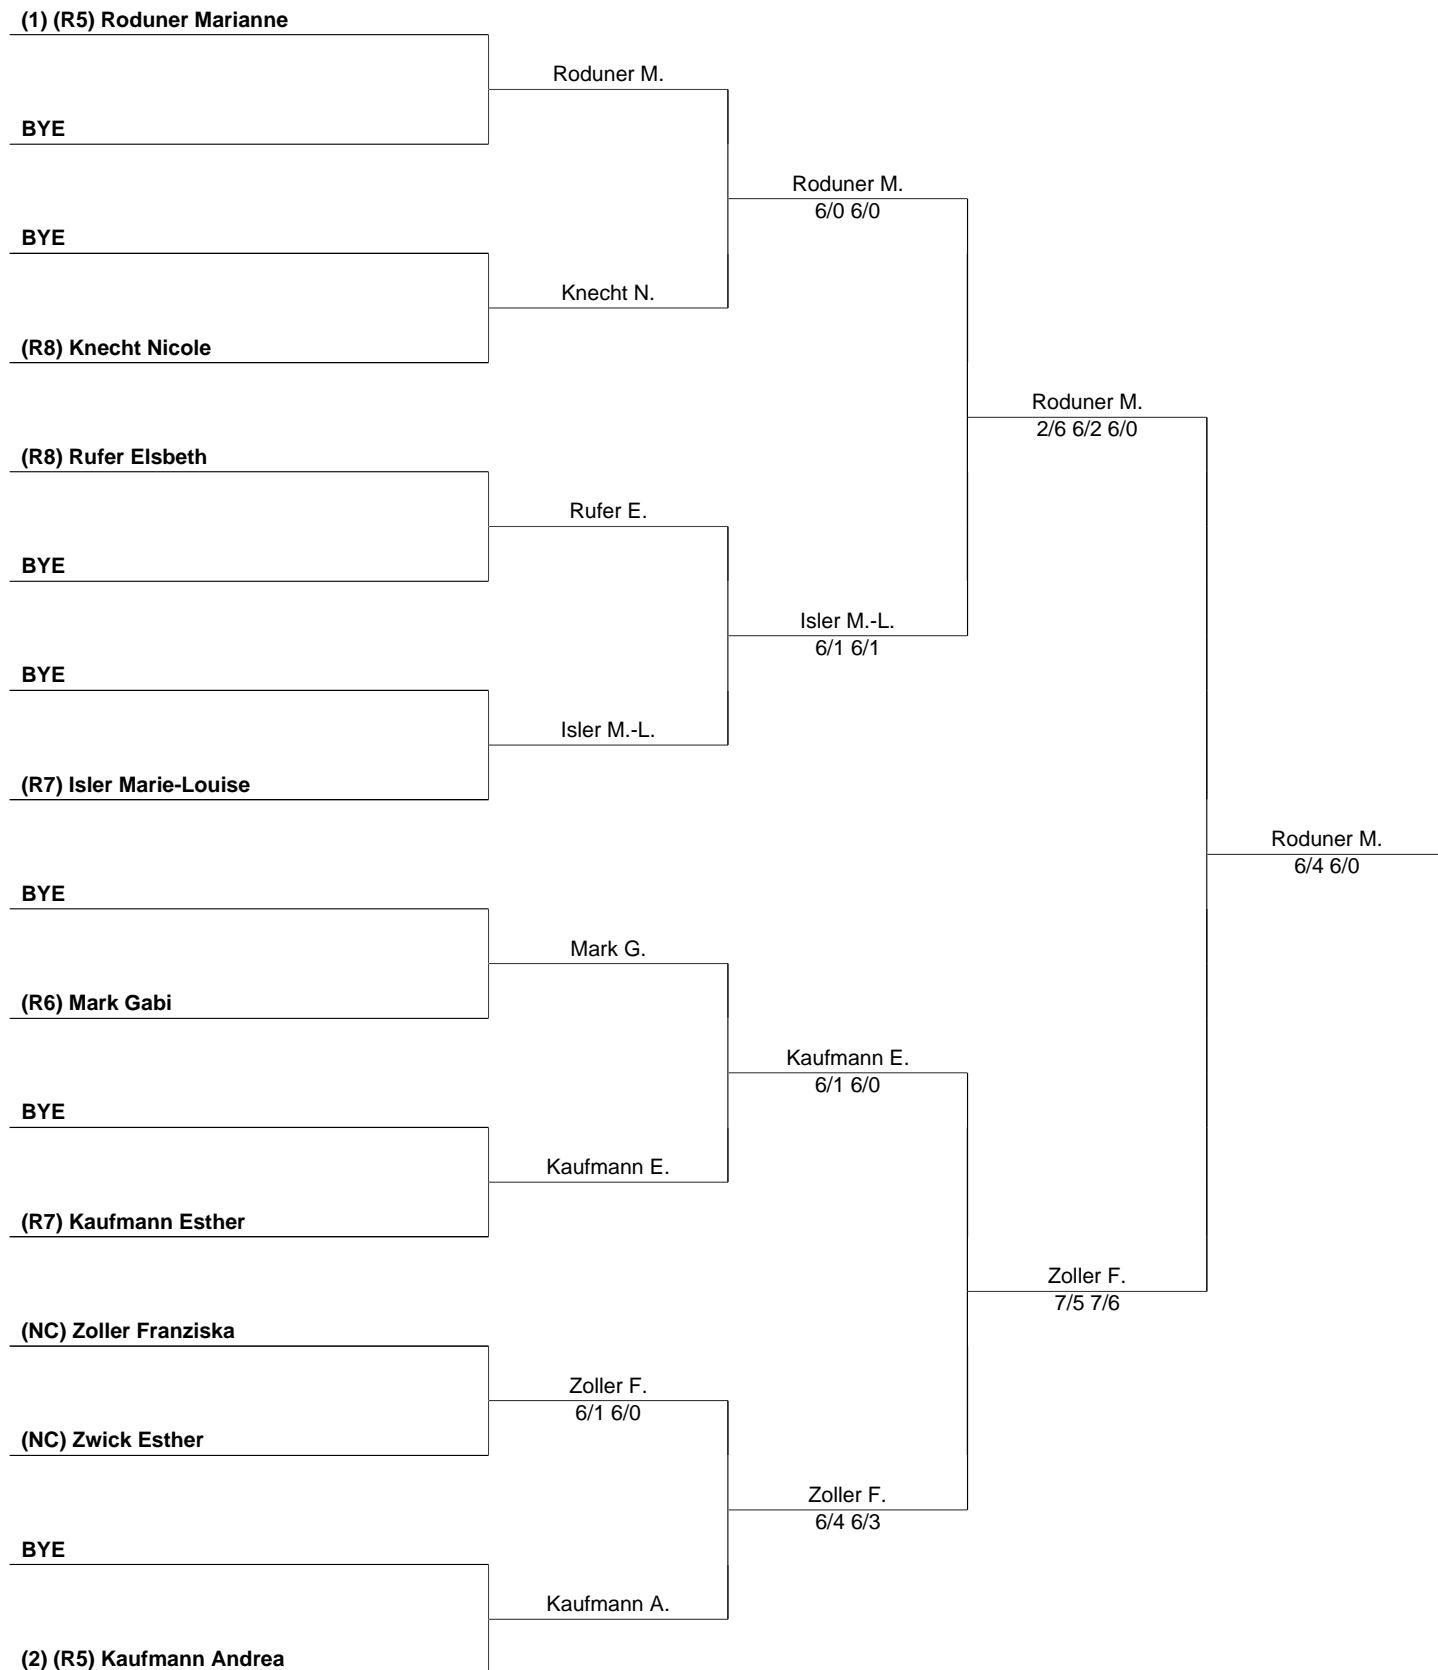 (1) (R5) Roduner Marianne
Roduner M.
BYE
Roduner M.
6/0 6/0
BYE
Knecht N.
(R8) Knecht Nicole
Roduner M.
2/6 6/2 6/0
(R8) Rufer Elsbeth
Rufer E.
BYE
Isler M.-L.
6/1 6/1
BYE
Isler M.-L.
(R7) Isler Marie-Louise
Roduner M.
6/4 6/0
BYE
Mark G.
(R6) Mark Gabi
Kaufmann E.
6/1 6/0
BYE
Kaufmann E.
(R7) Kaufmann Esther
Zoller F.
7/5 7/6
(NC) Zoller Franziska
Zoller F.
6/1 6/0
(NC) Zwick Esther
Zoller F.
6/4 6/3
BYE
Kaufmann A.
(2) (R5) Kaufmann Andrea